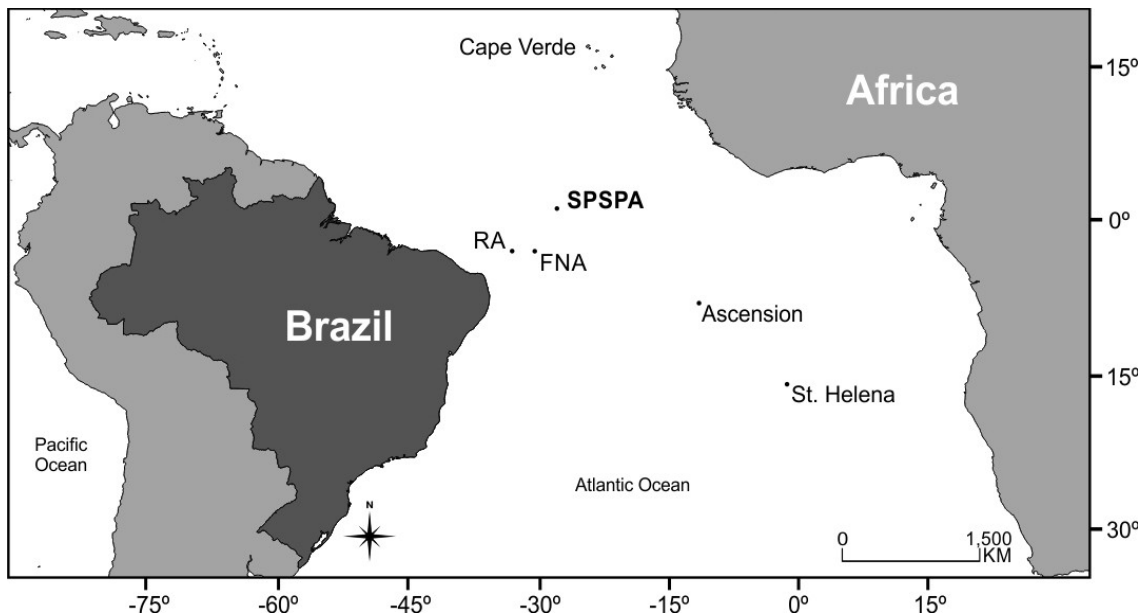 Cape Verde
Africa
15º
SPSPA
0º
RA
FNA
Brazil
Ascension
15º
St. Helena
Pacific
Ocean
Atlantic Ocean
N
0 1,500
KM
30º
-75º -60º -45º -30º -15º 0º 15º